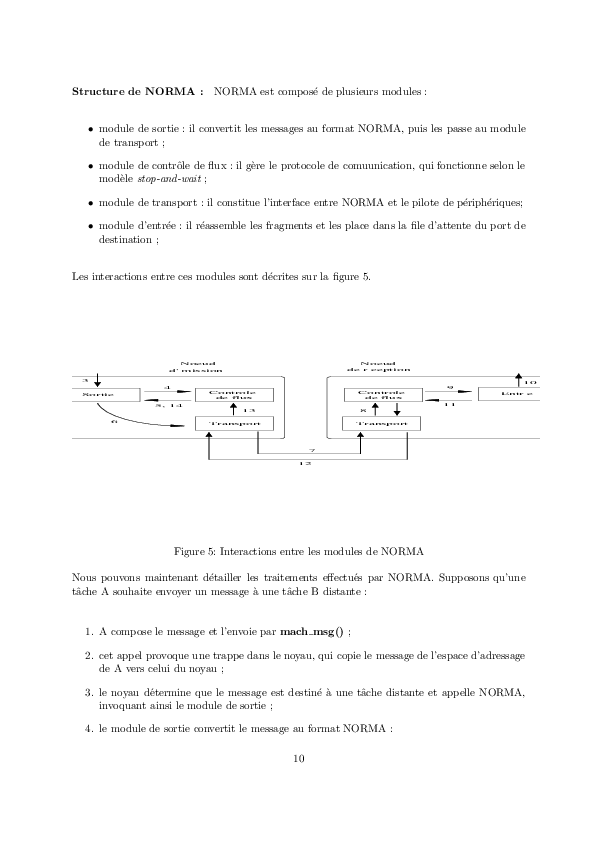 Structure de NORMA : NORMA est composé de plusieurs modules :
• module de sortie : il convertit les messages au format NORMA, puis les passe au module
de transport ;
• module de contrôle de flux : il gère le protocole de comuunication, qui fonctionne selon le
modèle stop-and-wait ;
• module de transport : il constitue l'interface entre NORMA et le pilote de périphériques;
• module d'entrée : il réassemble les fragments et les place dans la file d'attente du port de
destination ;
Les interactions entre ces modules sont décrites sur la figure 5.
Noeud
d' mission
Noeud
de r ception
3
Sortie
4
5, 14
Controle
de flus
6
13
Transport
Controle
de flus
9
11
10
Entr e
8
Transport
7
12
Figure 5: Interactions entre les modules de NORMA
Nous pouvons maintenant détailler les traitements effectués par NORMA. Supposons qu'une
tâche A souhaite envoyer un message à une tâche B distante :
1. A compose le message et l'envoie par mach_msg() ;
2. cet appel provoque une trappe dans le noyau, qui copie le message de l'espace d'adressage
de A vers celui du noyau ;
3. le noyau détermine que le message est destiné à une tâche distante et appelle NORMA,
invoquant ainsi le module de sortie ;
4. le module de sortie convertit le message au format NORMA :
10